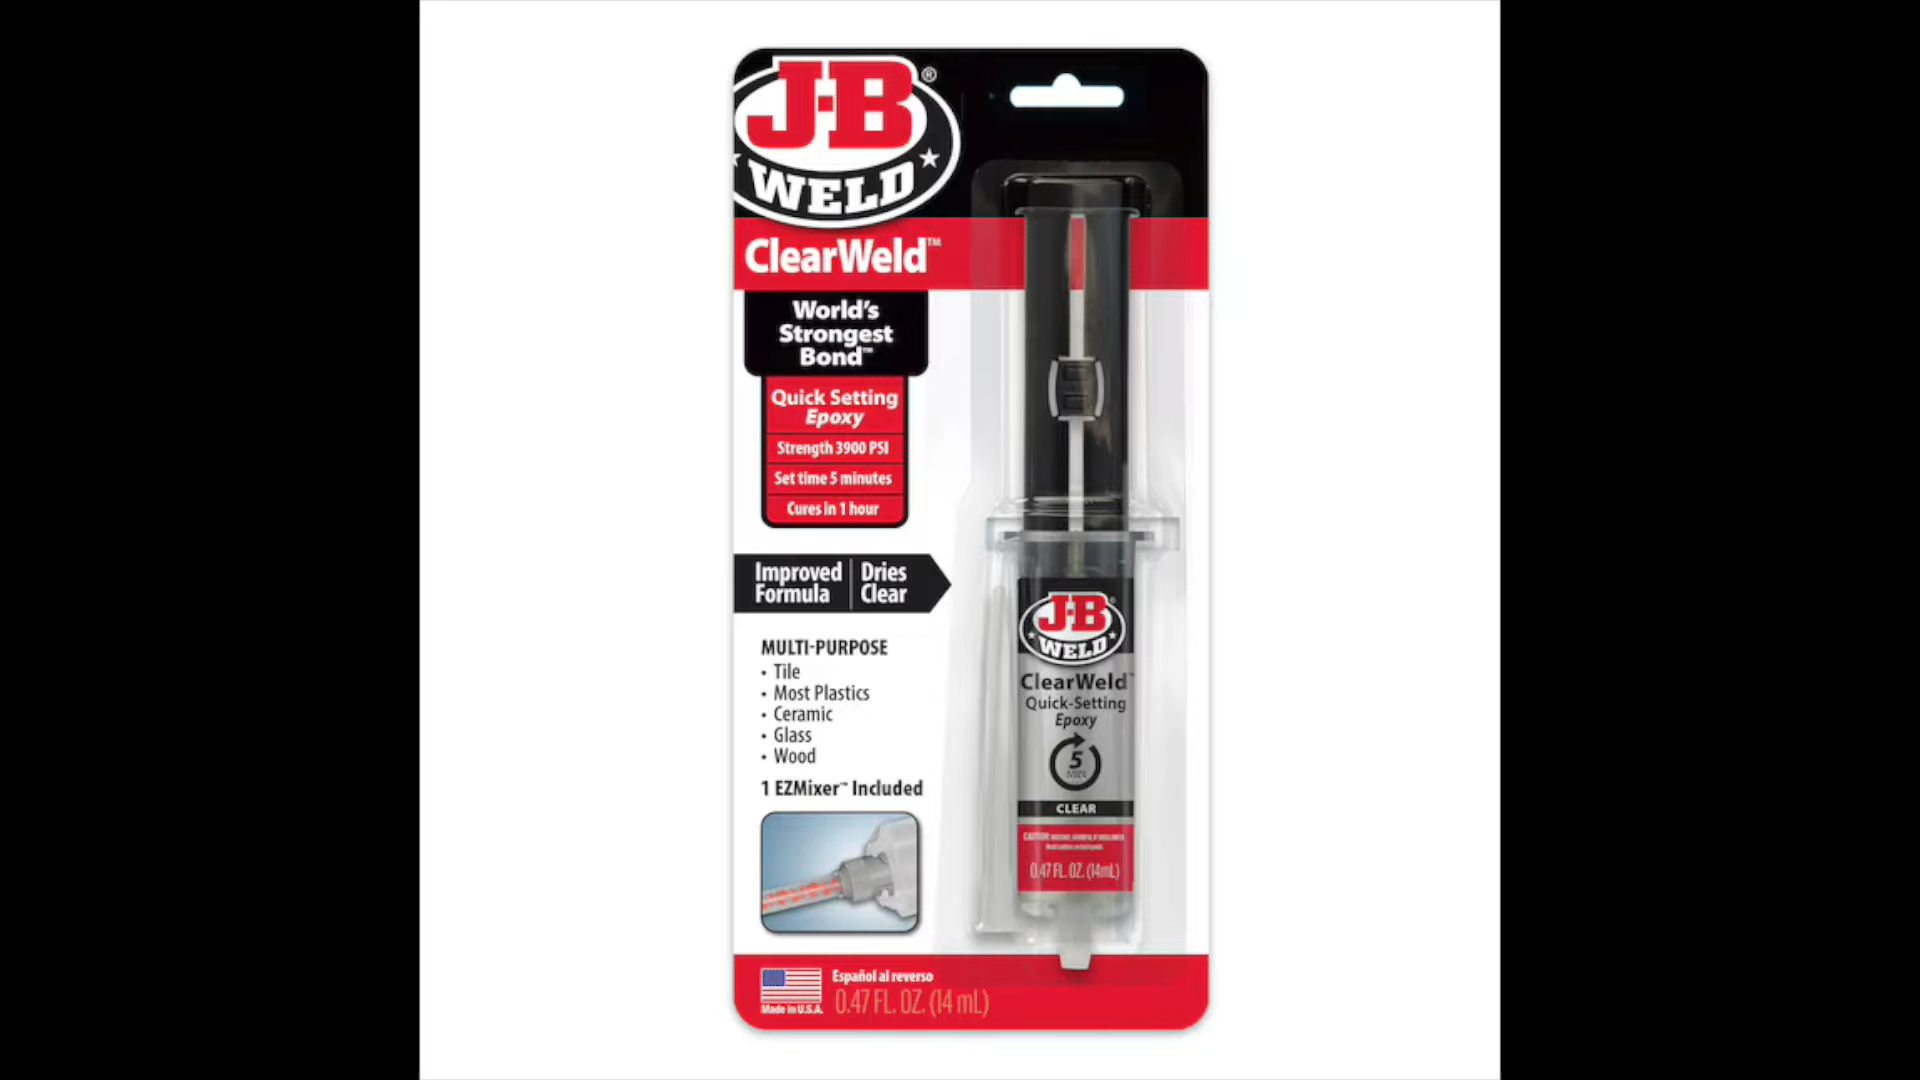 J-B®
WELD
ClearWeld™
World's
Strongest
Bond™
Quick Setting
Epoxy
Strength 3900 PSI
Set time 5 minutes
Cures in 1 hour
Improved
Formula
Dries
Clear
MULTI-PURPOSE
• Tile
• Most Plastics
• Ceramic
• Glass
• Wood
1 EZMixer™ Included
Made in U.S.A.
Español al reverso
0.47 FL. OZ. (14 mL)
J-B®
WELD
ClearWeld™
Quick-Setting
Epoxy
5
MIN
CLEAR
CAUTION:
0.47 FL. OZ. (14mL)